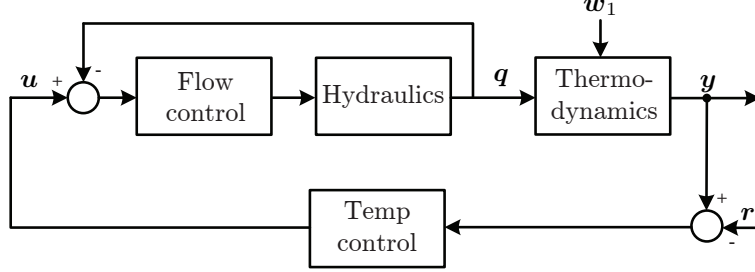 w₁
u + -
Flow
control
Hydraulics
q
Thermo-
dynamics
y
Temp
control
+
r
-